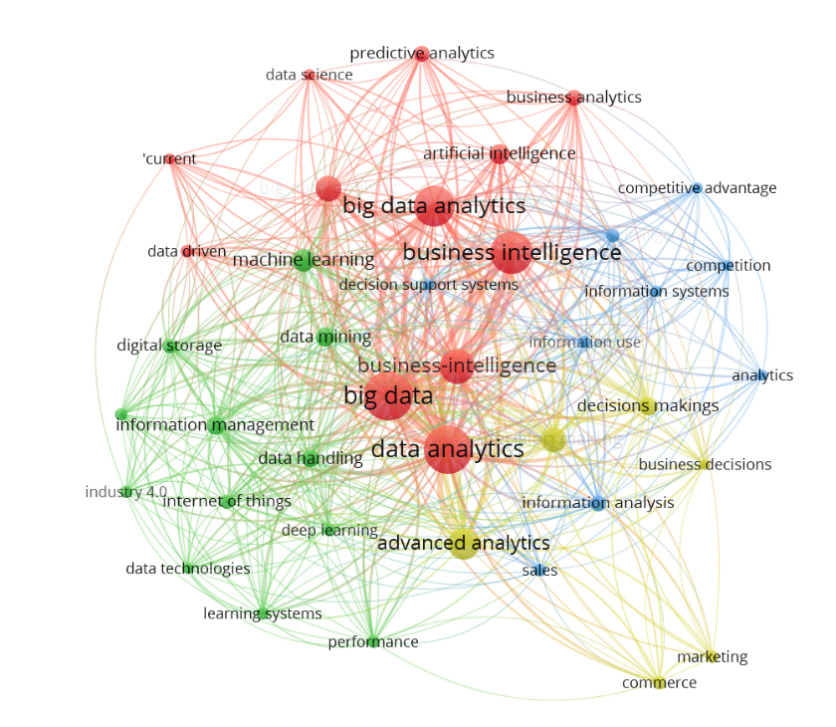 predictive analytics
data science
business analytics
artificial intelligence
'current
competitive advantage
big data analytics
data driven
machine learning
business intelligence
competition
decision support systems
information systems
data mining
information use
digital storage
business-intelligence
analytics
big data
decisions makings
information management
data analytics
data handling
business decisions
industry 4.0
internet of things
information analysis
deep learning
advanced analytics
data technologies
sales
learning systems
performance
marketing
commerce